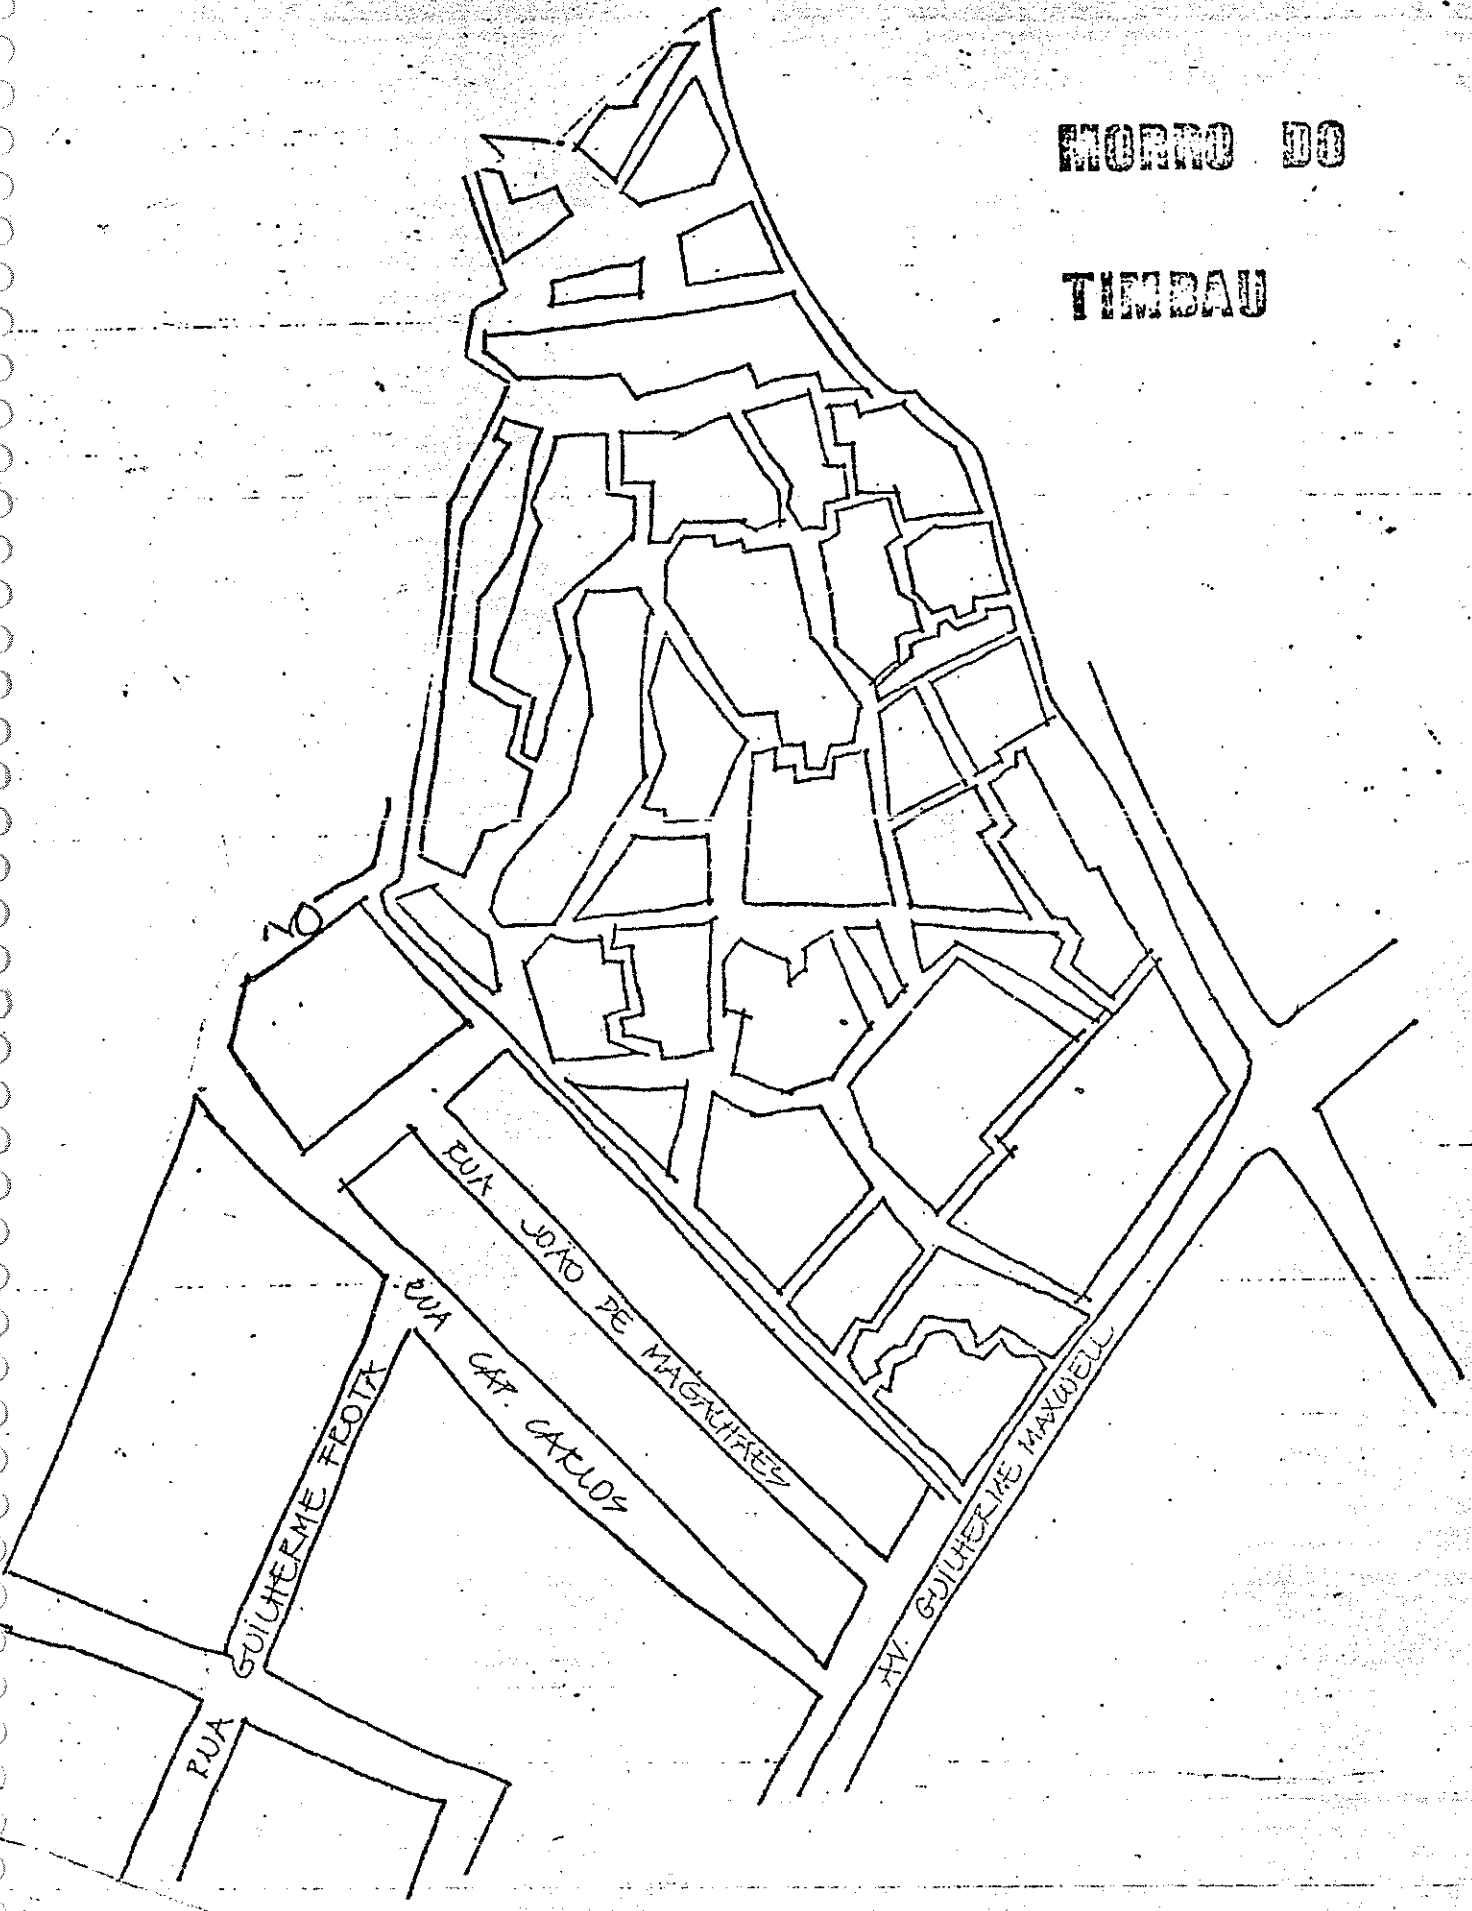 MORRO DO
TIMBAU
RUA JOÃO DE MAGALHÃES
RUA CAP. CARLOS
RUA GUILHERME FROTA
AV. GUILHERME MAXWELL